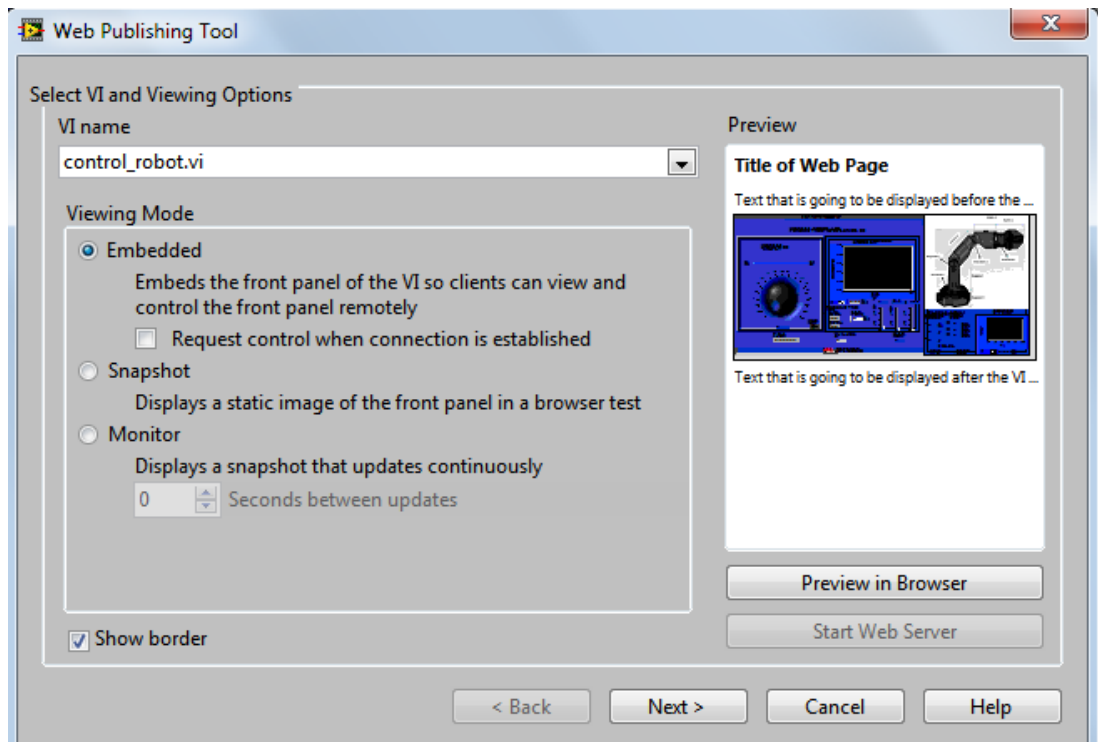 Web Publishing Tool
Select VI and Viewing Options
VI name
control_robot.vi
Viewing Mode
Embedded
Embeds the front panel of the VI so clients can view and
control the front panel remotely
Request control when connection is established
Snapshot
Displays a static image of the front panel in a browser test
Monitor
Displays a snapshot that updates continuously
0 Seconds between updates
Show border
Preview
Title of Web Page
Text that is going to be displayed before the ...
Text that is going to be displayed after the VI ...
Preview in Browser
Start Web Server
< Back
Next >
Cancel
Help